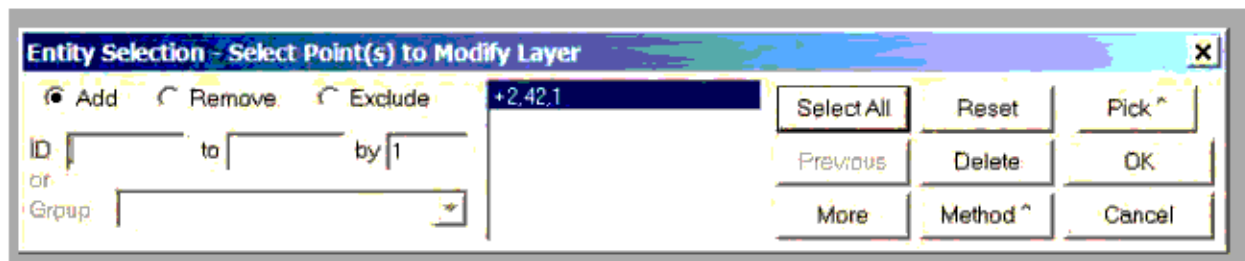 Entity Selection - Select Point(s) to Modify Layer
Add Remove Exclude
+2,42,1
Select All Reset Pick ^
ID to by 1
or
Previous Delete OK
Group
More Method ^ Cancel